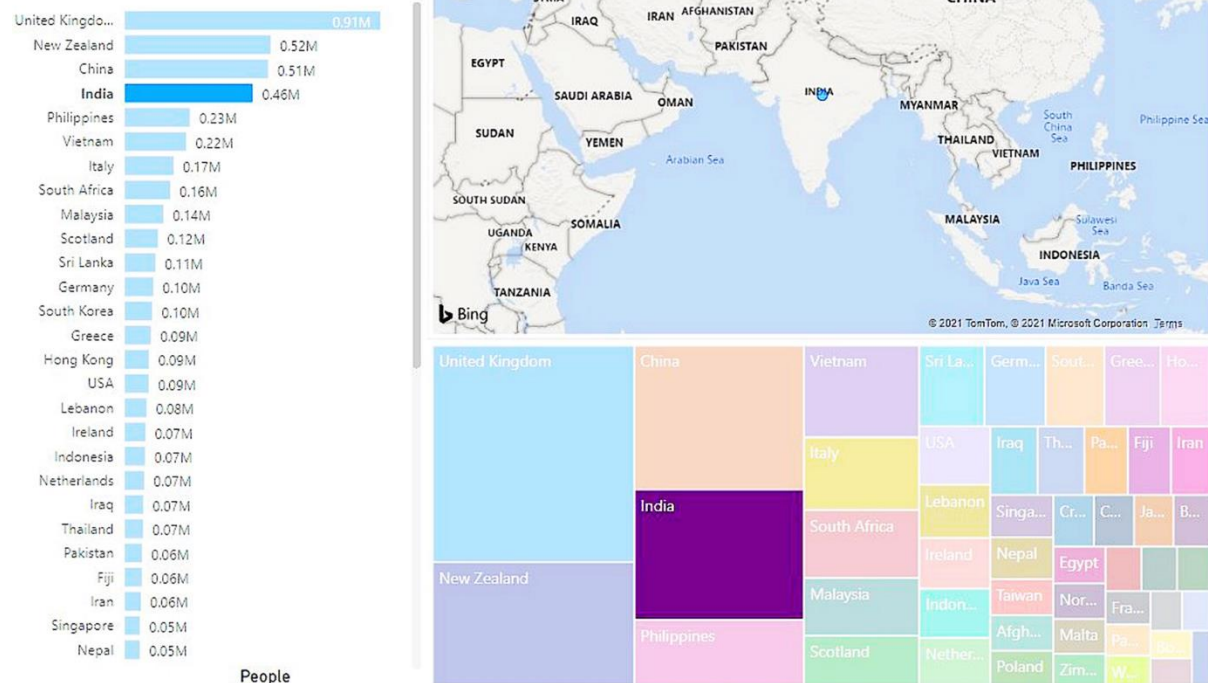 United Kingdo... 0.91M
New Zealand 0.52M
China 0.51M
India 0.46M
Philippines 0.23M
Vietnam 0.22M
Italy 0.17M
South Africa 0.16M
Malaysia 0.14M
Scotland 0.12M
Sri Lanka 0.11M
Germany 0.10M
South Korea 0.10M
Greece 0.09M
Hong Kong 0.09M
USA 0.09M
Lebanon 0.08M
Ireland 0.07M
Indonesia 0.07M
Netherlands 0.07M
Iraq 0.07M
Thailand 0.07M
Pakistan 0.06M
Fiji 0.06M
Iran 0.06M
Singapore 0.05M
Nepal 0.05M
People
IRAQ
IRAN
AFGHANISTAN
PAKISTAN
EGYPT
SAUDI ARABIA
OMAN
INDIA
MYANMAR
South
China
Sea
Philippine Sea
SUDAN
YEMEN
Arabian Sea
THAILAND
VIETNAM
PHILIPPINES
SOUTH SUDAN
SOMALIA
UGANDA
KENYA
MALAYSIA
Sulawesi
Sea
INDONESIA
TANZANIA
Java Sea
Banda Sea
Bing
© 2021 TomTom, © 2021 Microsoft Corporation Terms
United Kingdom
China
Vietnam
Sri La...
Germ...
Sout...
Gree...
Ho...
Italy
USA
Iraq
Th...
Pa...
Fiji
Iran
India
Lebanon
Singa...
Cr...
C...
Ja...
B...
South Africa
Ireland
Nepal
Egypt
New Zealand
Malaysia
Indon...
Taiwan
Nor...
Fra...
Philippines
Scotland
Nether...
Afgh...
Malta
Pa...
Poland
Zim...
W...